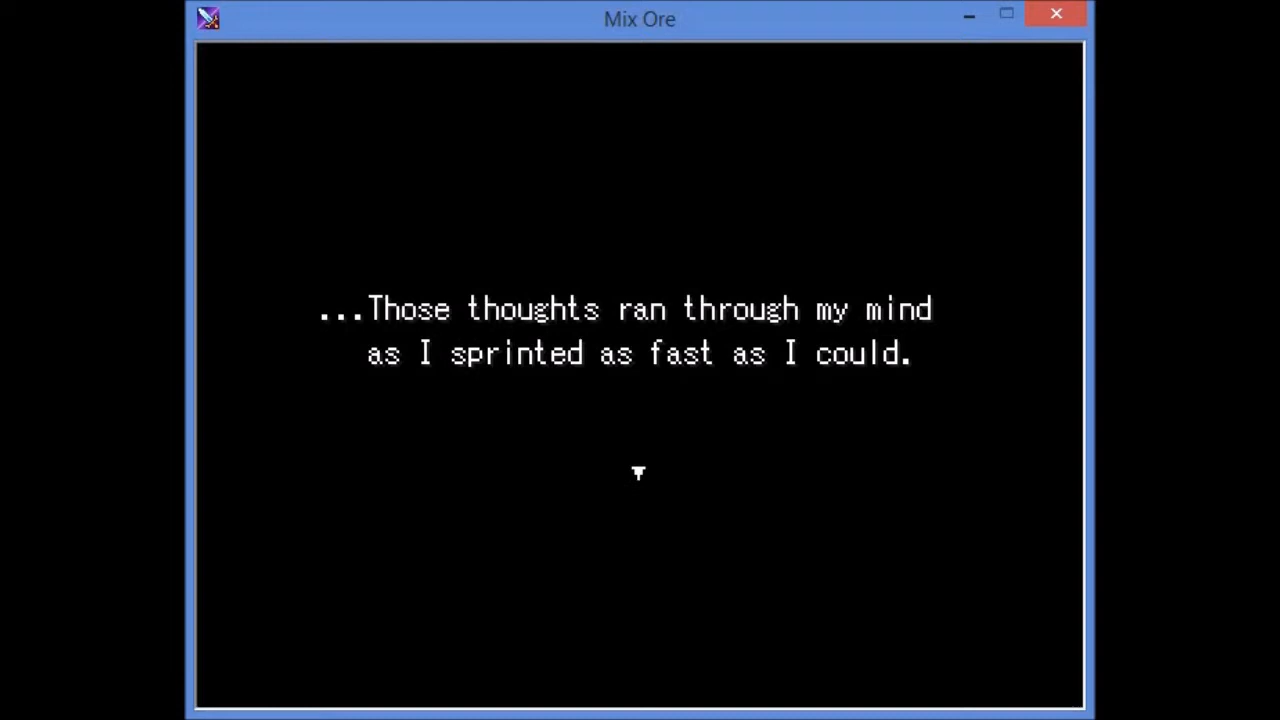 Mix Ore
...Those thoughts ran through my mind
as I sprinted as fast as I could.